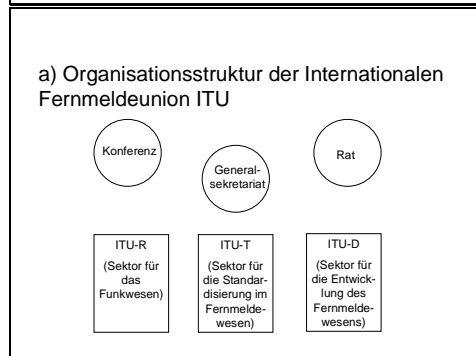 a) Organisationsstruktur der Internationalen
Fernmeldeunion ITU
Konferenz
General-
sekretariat
Rat
ITU-R
(Sektor für
das
Funkwesen)
ITU-T
(Sektor für
die Standar-
disierung im
Fernmelde-
wesen)
ITU-D
(Sektor für
die Entwick-
lung des
Fernmelde-
wesens)